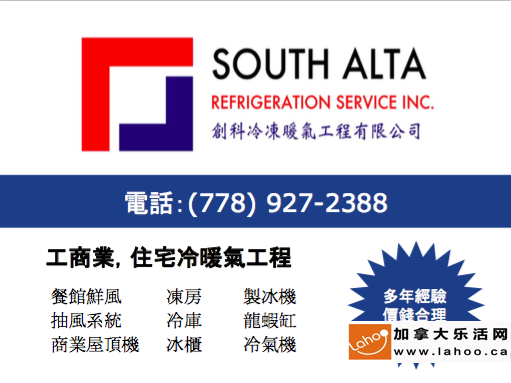 SOUTH ALTA
REFRIGERATION SERVICE INC.
創科冷凍暖氣工程有限公司
電話：(778) 927-2388
工商業, 住宅冷暖氣工程
餐館鮮風 凍房 製冰機
抽風系統 冷庫 龍蝦缸
商業屋頂機 冰櫃 冷氣機
多年經驗
價錢合理
Lahoo
加拿大乐活网
www.lahoo.ca